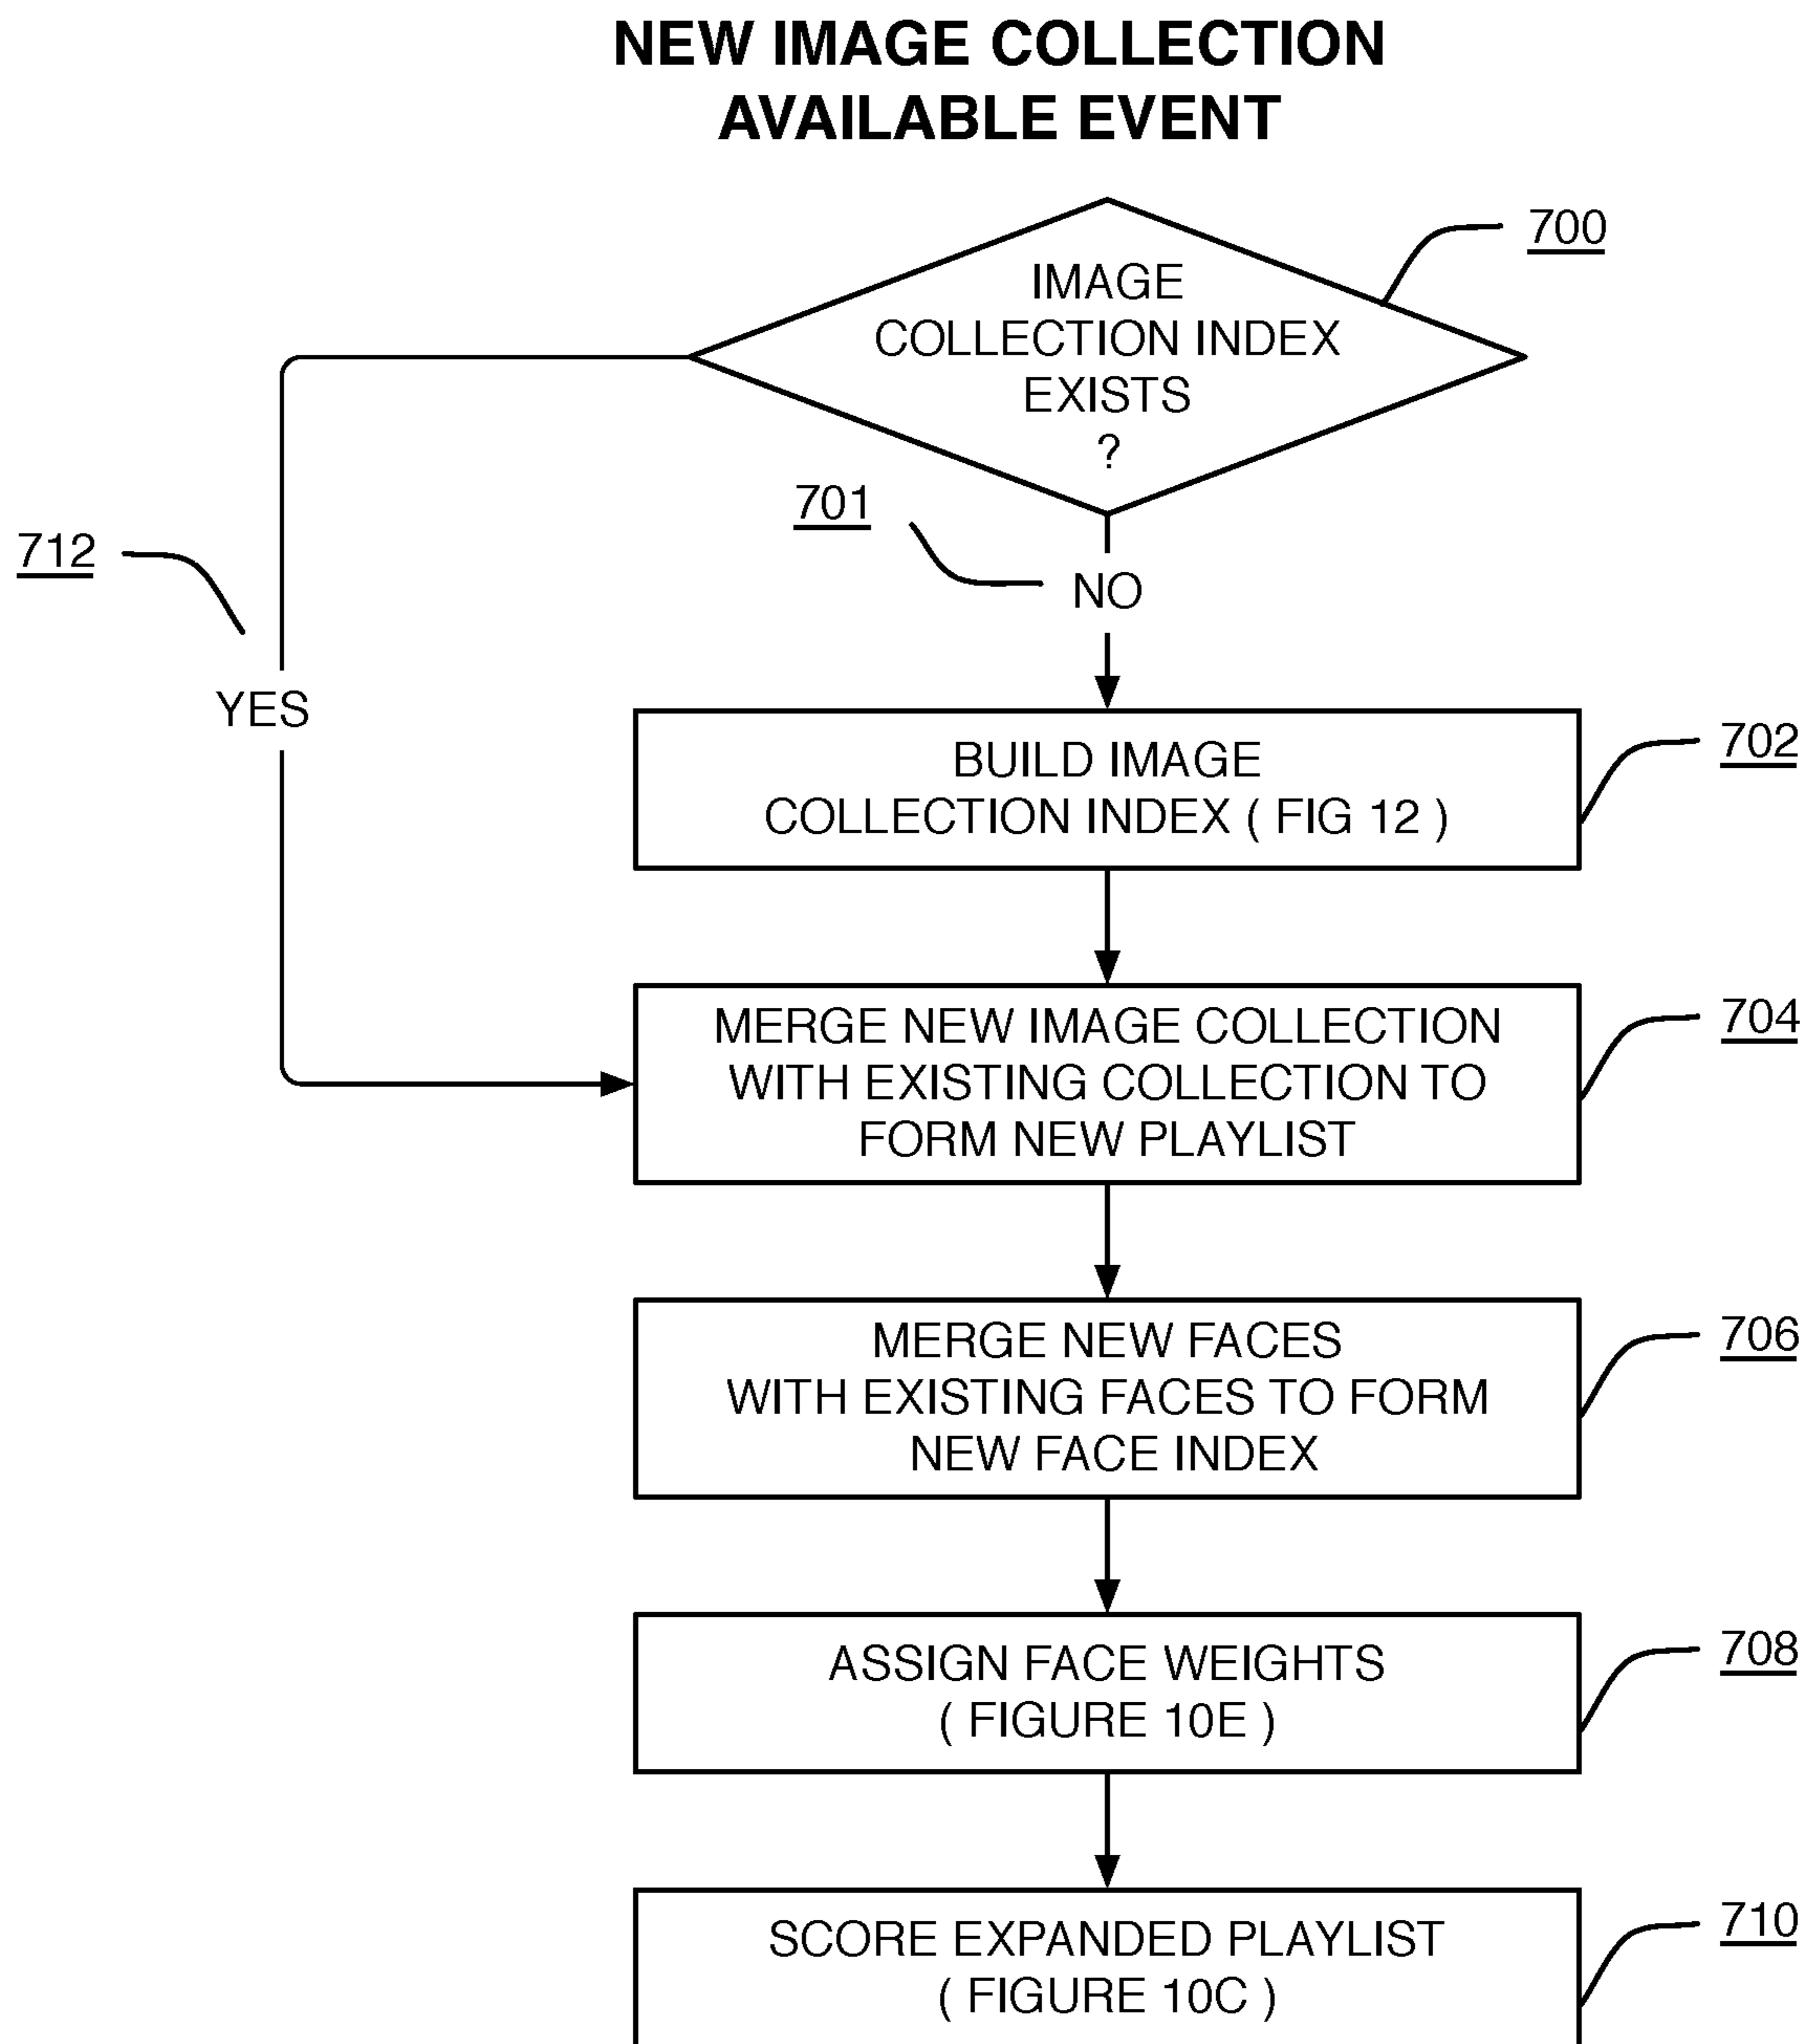 NEW IMAGE COLLECTION
AVAILABLE EVENT
700
IMAGE
COLLECTION INDEX
EXISTS
?
701
712
NO
YES
702
BUILD IMAGE
COLLECTION INDEX ( FIG 12 )
704
MERGE NEW IMAGE COLLECTION
WITH EXISTING COLLECTION TO
FORM NEW PLAYLIST
706
MERGE NEW FACES
WITH EXISTING FACES TO FORM
NEW FACE INDEX
708
ASSIGN FACE WEIGHTS
( FIGURE 10E )
710
SCORE EXPANDED PLAYLIST
( FIGURE 10C )